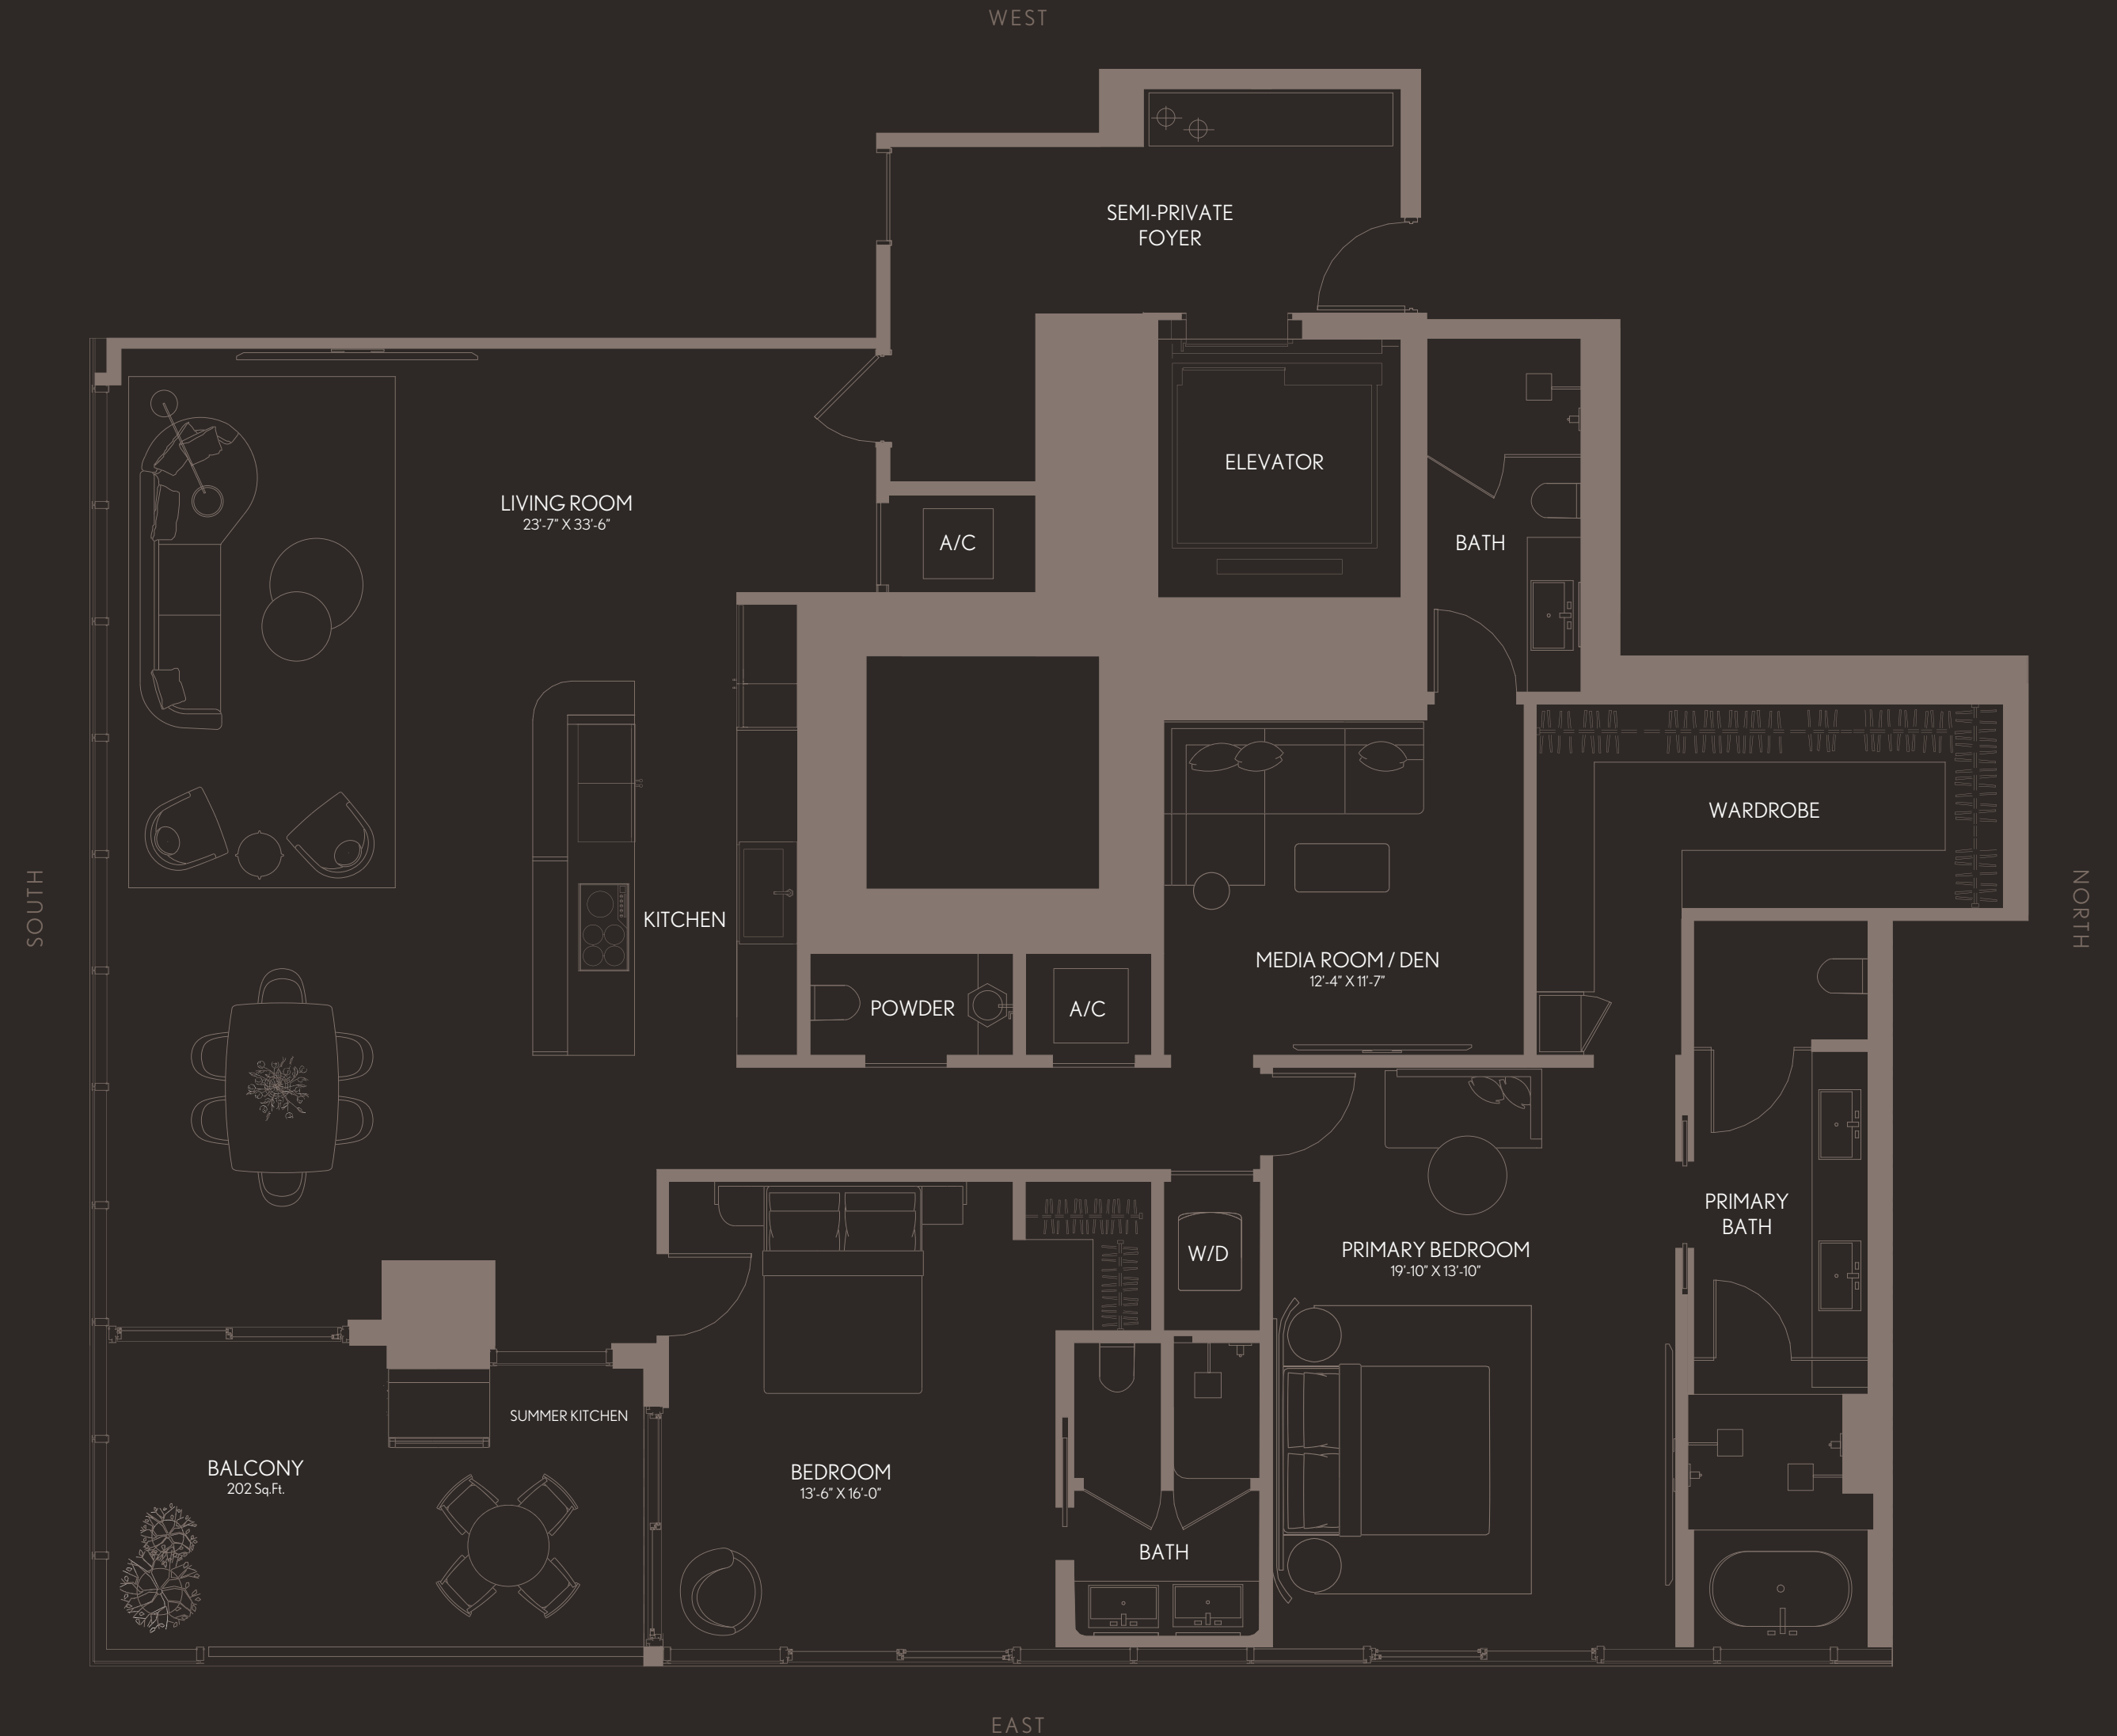 WEST
SEMI-PRIVATE
FOYER
ELEVATOR
LIVING ROOM
23'-7" X 33'-6"
A/C
BATH
WARDROBE
SOUTH
NORTH
KITCHEN
MEDIA ROOM / DEN
12'-4" X 11'-7"
POWDER
A/C
PRIMARY
BATH
W/D
PRIMARY BEDROOM
19'-10" X 13'-10"
SUMMER KITCHEN
BALCONY
202 Sq.Ft.
BEDROOM
13'-6" X 16'-0"
BATH
EAST